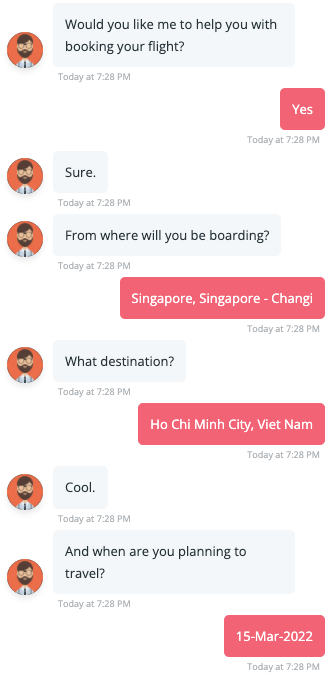 Would you like me to help you with
booking your flight?
Today at 7:28 PM
Yes
Today at 7:28 PM
Sure.
Today at 7:28 PM
From where will you be boarding?
Today at 7:28 PM
Singapore, Singapore - Changi
Today at 7:28 PM
What destination?
Today at 7:28 PM
Ho Chi Minh City, Viet Nam
Today at 7:28 PM
Cool.
Today at 7:28 PM
And when are you planning to
travel?
Today at 7:28 PM
15-Mar-2022
Today at 7:28 PM